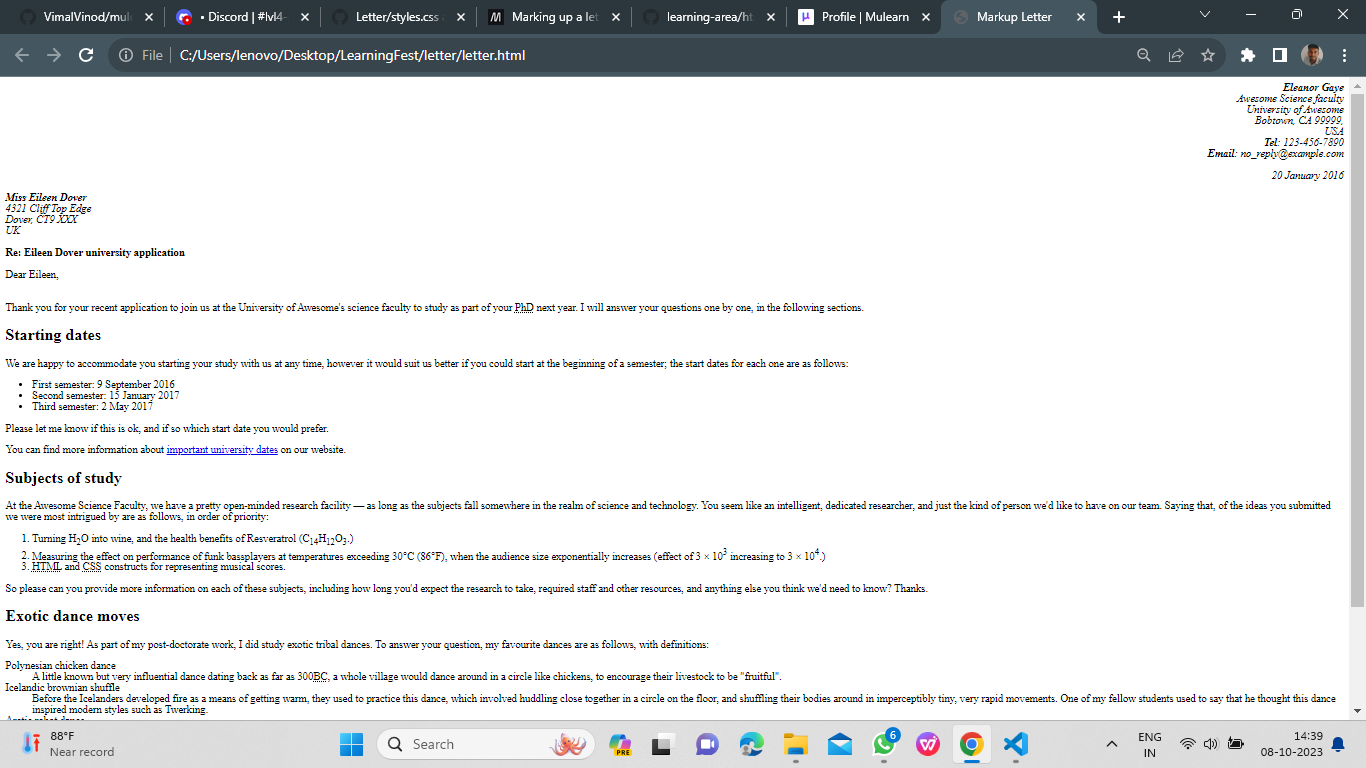 VimalVinod/mul
• Discord | #lvl4-
Letter/styles.css
Marking up a let
learning-area/ht
Profile | Mulearn
Markup Letter
File
C:/Users/lenovo/Desktop/LearningFest/letter/letter.html
Eleanor Gaye
Awesome Science faculty
University of Awesome
Bobtown, CA 99999,
USA
Tel: 123-456-7890
Email: no_reply@example.com
20 January 2016
Miss Eileen Dover
4321 Cliff Top Edge
Dover, CT9 XXX
UK
Re: Eileen Dover university application
Dear Eileen,
Thank you for your recent application to join us at the University of Awesome's science faculty to study as part of your PhD next year. I will answer your questions one by one, in the following sections.
Starting dates
We are happy to accommodate you starting your study with us at any time, however it would suit us better if you could start at the beginning of a semester; the start dates for each one are as follows:
• First semester: 9 September 2016
• Second semester: 15 January 2017
• Third semester: 2 May 2017
Please let me know if this is ok, and if so which start date you would prefer.
You can find more information about important university dates on our website.
Subjects of study
At the Awesome Science Faculty, we have a pretty open-minded research facility — as long as the subjects fall somewhere in the realm of science and technology. You seem like an intelligent, dedicated researcher, and just the kind of person we'd like to have on our team. Saying that, of the ideas you submitted
we were most intrigued by are as follows, in order of priority:
1. Turning H₂O into wine, and the health benefits of Resveratrol (C₁₄H₁₂O₃.)
2. Measuring the effect on performance of funk bassplayers at temperatures exceeding 30°C (86°F), when the audience size exponentially increases (effect of 3 × 10³ increasing to 3 × 10⁴.)
3. HTML and CSS constructs for representing musical scores.
So please can you provide more information on each of these subjects, including how long you'd expect the research to take, required staff and other resources, and anything else you think we'd need to know? Thanks.
Exotic dance moves
Yes, you are right! As part of my post-doctorate work, I did study exotic tribal dances. To answer your question, my favourite dances are as follows, with definitions:
Polynesian chicken dance
A little known but very influential dance dating back as far as 300BC, a whole village would dance around in a circle like chickens, to encourage their livestock to be "fruitful".
Icelandic brownian shuffle
Before the Icelanders developed fire as a means of getting warm, they used to practice this dance, which involved huddling close together in a circle on the floor, and shuffling their bodies around in imperceptibly tiny, very rapid movements. One of my fellow students used to say that he thought this dance
inspired modern styles such as Twerking.
Arctic robot dance
88°F
Near record
Search
PRE
6
ENG
IN
14:39
08-10-2023